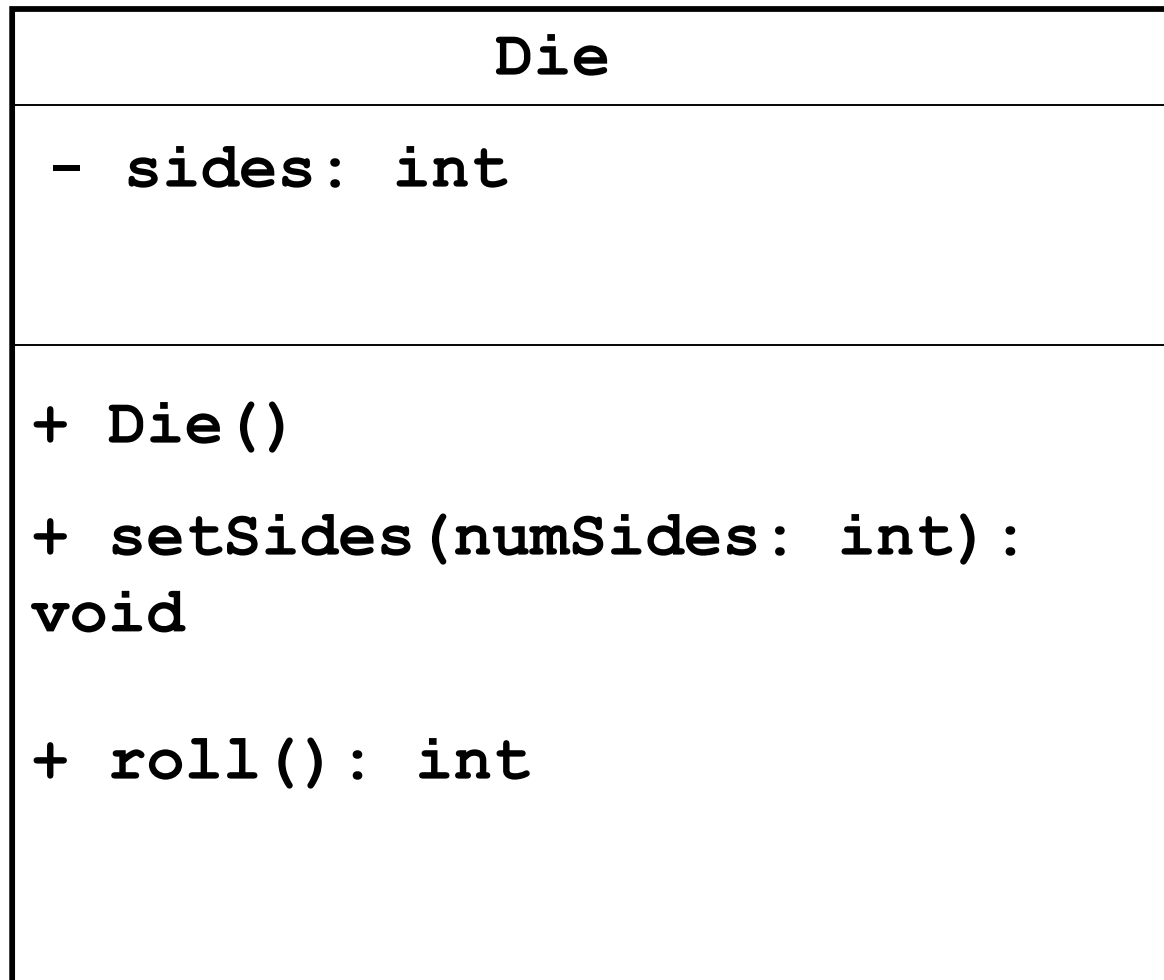 Die
- sides: int
+ Die()
+ setSides(numSides: int):
void
+ roll(): int